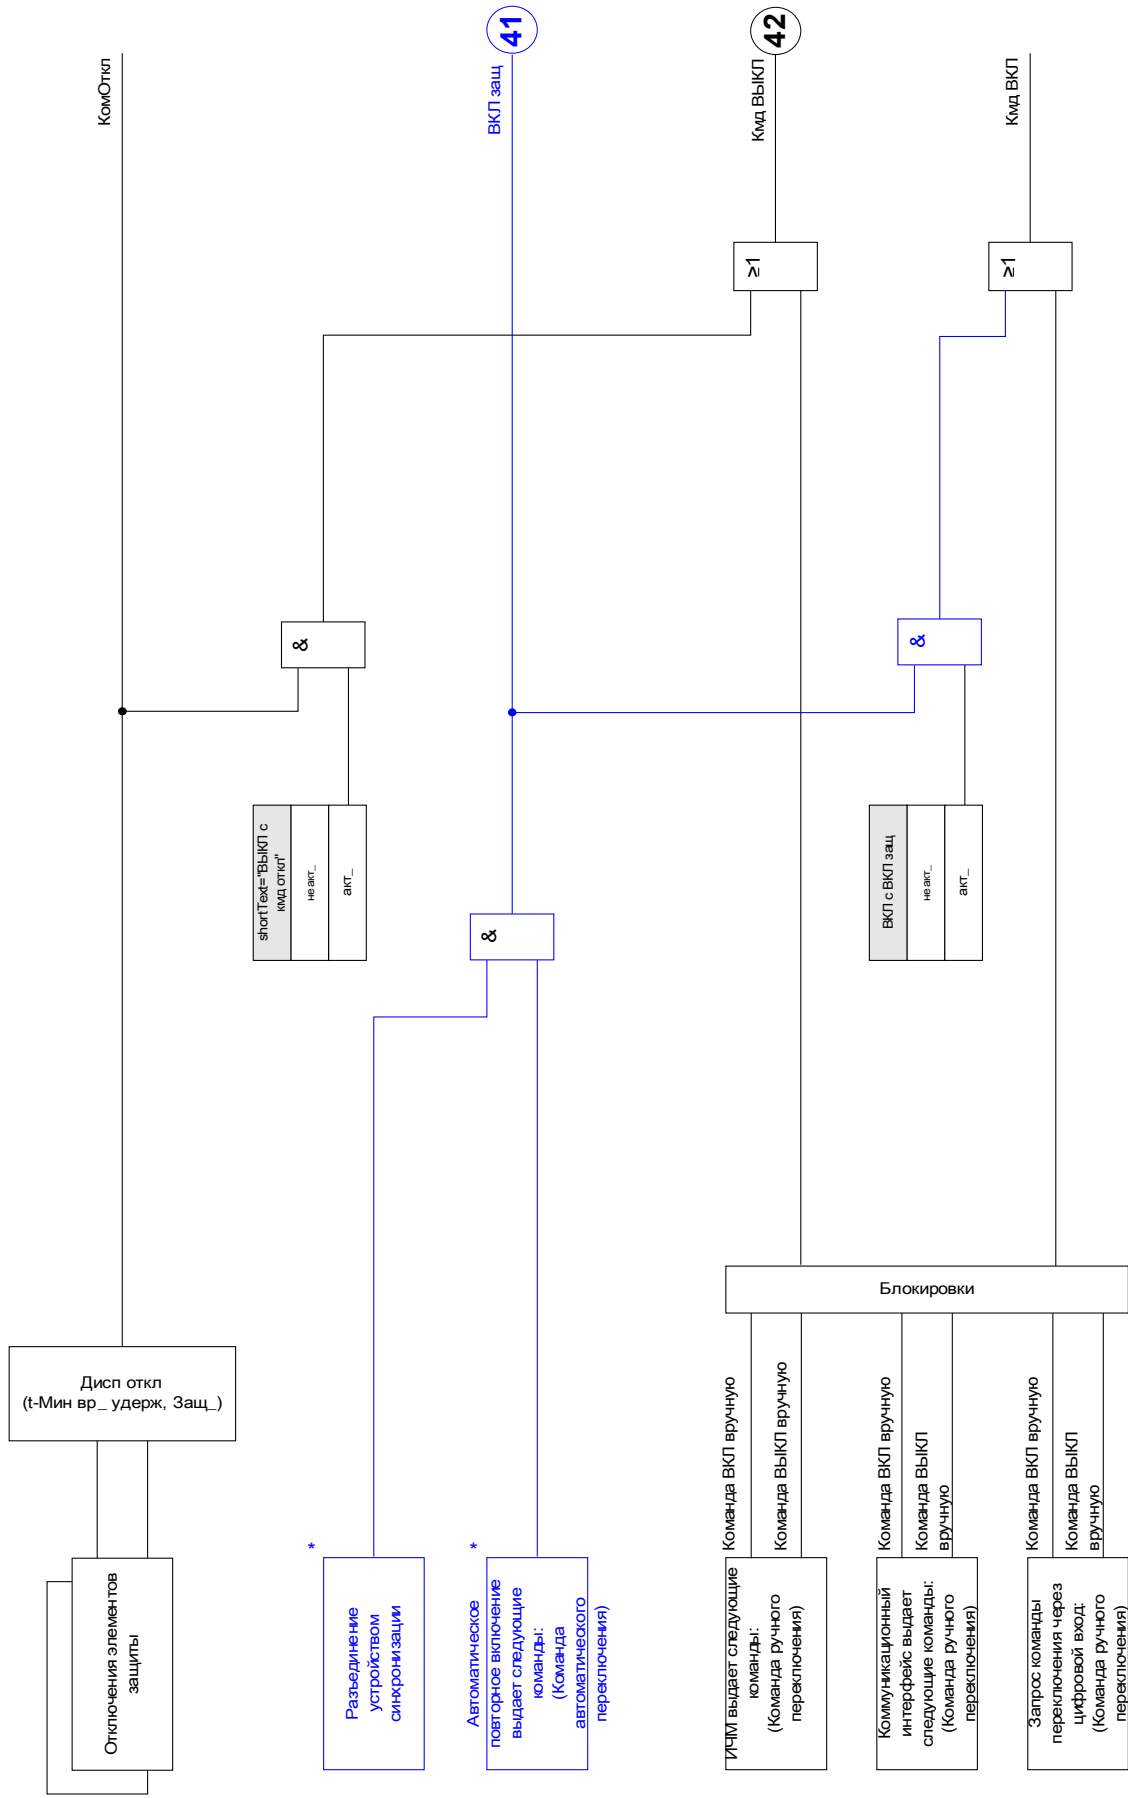 КомОткл
ВКЛ защ
41
Кмд ВЫКЛ
42
Кмд ВКЛ
≥1
≥1
&
&
&
shortText="ВЫКЛ с
кмд откл"
неакт_
акт_
ВКЛ с ВКЛ защ
неакт_
акт_
Блокировки
Дисп откл
(t-Мин вр_ удерж, Защ_)
Команда ВКЛ вручную
Команда ВЫКЛ вручную
Команда ВКЛ вручную
Команда ВЫКЛ
вручную
Команда ВКЛ вручную
Команда ВЫКЛ
вручную
Отключения элементов
защиты
*
Разъединение
устройством
синхронизации
*
Автоматическое
повторное включение
выдает следующие
команды:
(Команда
автоматического
переключения)
ИЧМ выдает следующие
команды:
(Команда ручного
переключения)
Коммуникационный
интерфейс выдает
следующие команды:
(Команда ручного
переключения)
Запрос команды
переключения через
цифровой вход:
(Команда ручного
переключения)